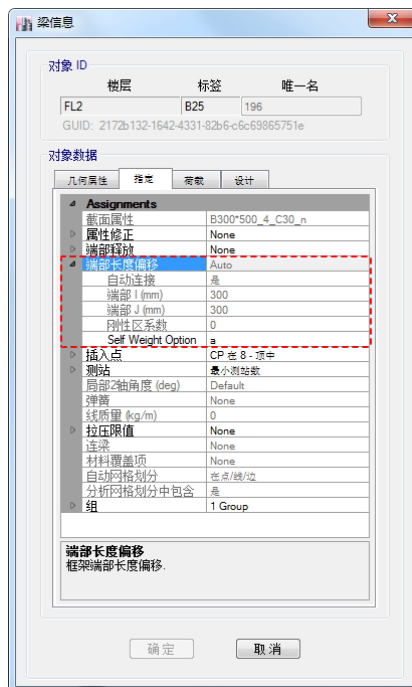 梁信息
对象 ID
楼层 标签 唯一名
FL2 B25 196
GUID: 2172b132-1642-4331-82b6-c6c69865751e
对象数据
几何属性 指定 荷载 设计
Assignments
截面属性 B300*500_4_C30_n
属性修正 None
端部释放 None
端部长度偏移 Auto
自动连接 是
端部 I (mm) 300
端部 J (mm) 300
刚性区系数 0
Self Weight Option a
插入点 CP 在 8 - 顶中
测站 最小测站数
局部2轴角度 (deg) Default
弹簧 None
线质量 (kg/m) 0
拉压限值 None
连梁 None
材料覆盖项 None
自动网格划分 在点/线/边
分析网格划分中包含 是
组 1 Group
端部长度偏移
框架端部长度偏移.
确定 取消